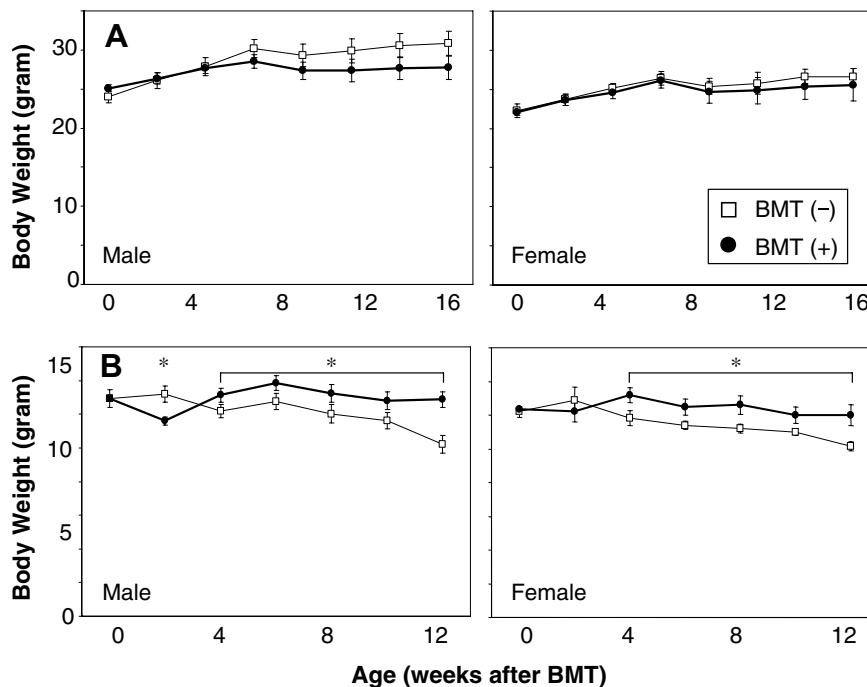 A
Body Weight (gram)
30
20
10
0
Male
0 4 8 12 16
Female
BMT (−)
BMT (+)
0 4 8 12 16
B
Body Weight (gram)
15
10
5
0
* *
Male
0 4 8 12
*
Female
0 4 8 12
Age (weeks after BMT)